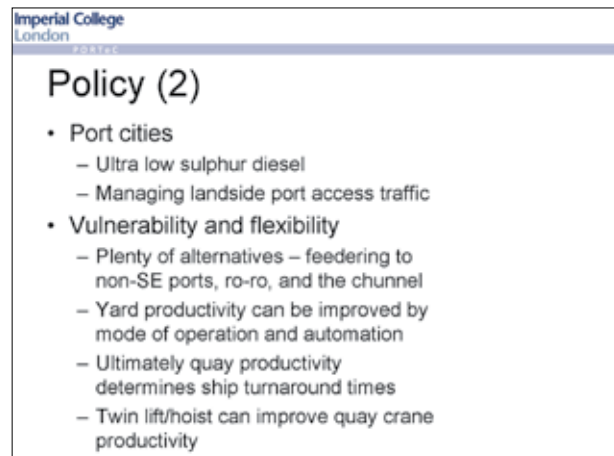 Imperial College
London
PORTeC
Policy (2)
• Port cities
– Ultra low sulphur diesel
– Managing landside port access traffic
• Vulnerability and flexibility
– Plenty of alternatives – feedering to
non-SE ports, ro-ro, and the chunnel
– Yard productivity can be improved by
mode of operation and automation
– Ultimately quay productivity
determines ship turnaround times
– Twin lift/hoist can improve quay crane
productivity